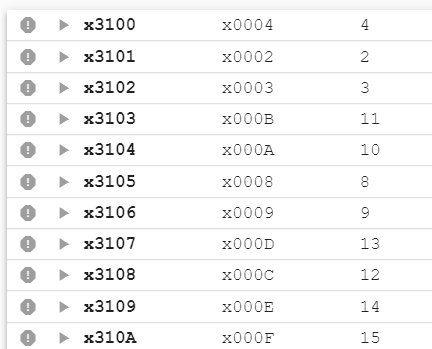 x3100 x0004 4
x3101 x0002 2
x3102 x0003 3
x3103 x000B 11
x3104 x000A 10
x3105 x0008 8
x3106 x0009 9
x3107 x000D 13
x3108 x000C 12
x3109 x000E 14
x310A x000F 15